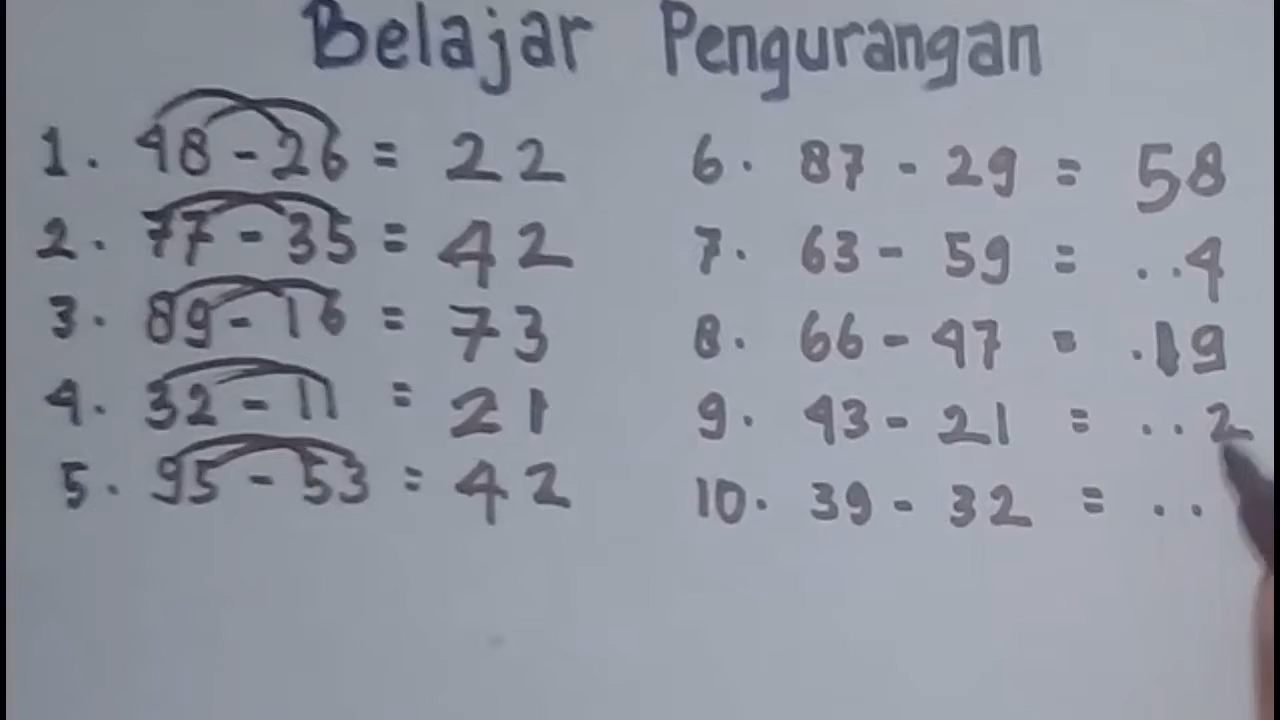 Belajar Pengurangan
1. 48 - 26 = 22
2. 77 - 35 = 42
3. 89 - 16 = 73
4. 32 - 11 = 21
5. 95 - 53 = 42
6. 87 - 29 = 58
7. 63 - 59 = ..4
8. 66 - 47 = .19
9. 43 - 21 = ..2
10. 39 - 32 = ..